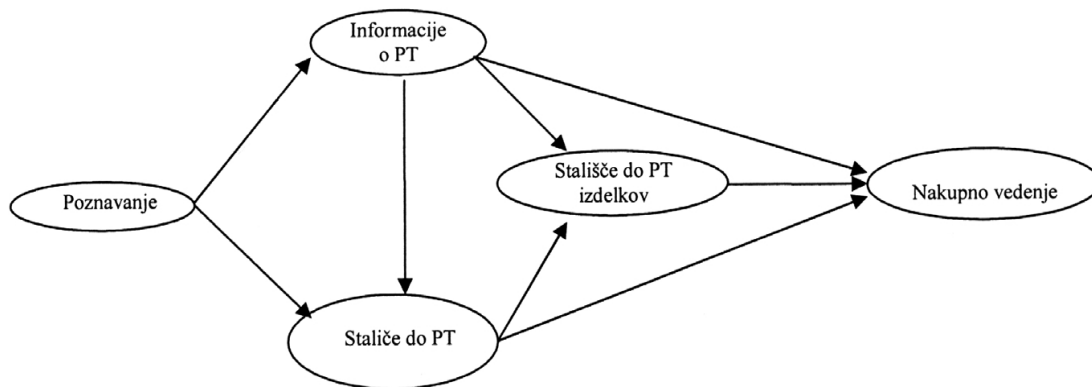 Informacije
o PT
Stališče do PT
izdelkov
Poznavanje
Nakupno vedenje
Staliče do PT